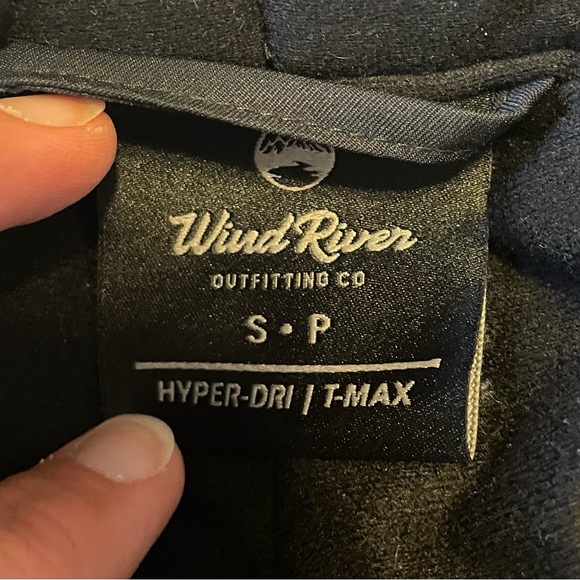 Wind River
OUTFITTING CO
S • P
HYPER-DRI | T-MAX